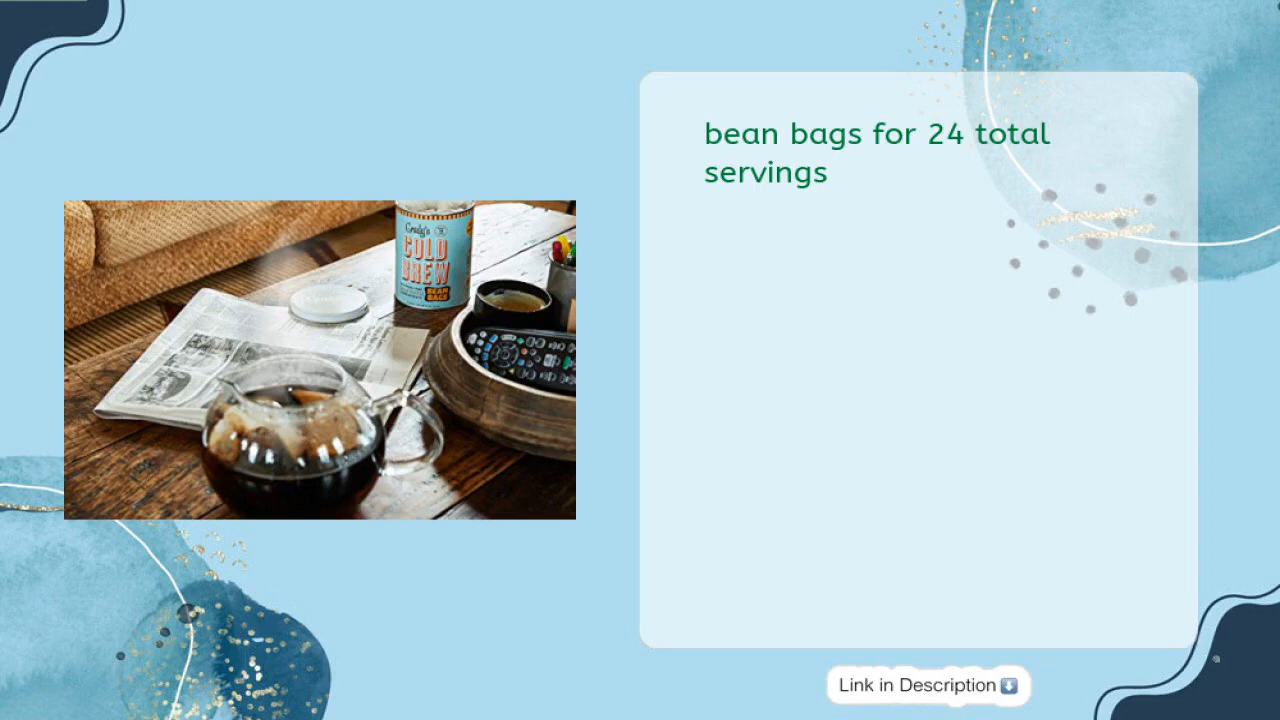 bean bags for 24 total
servings
Grady's
COLD
BREW
BEAN
BAGS
Link in Description